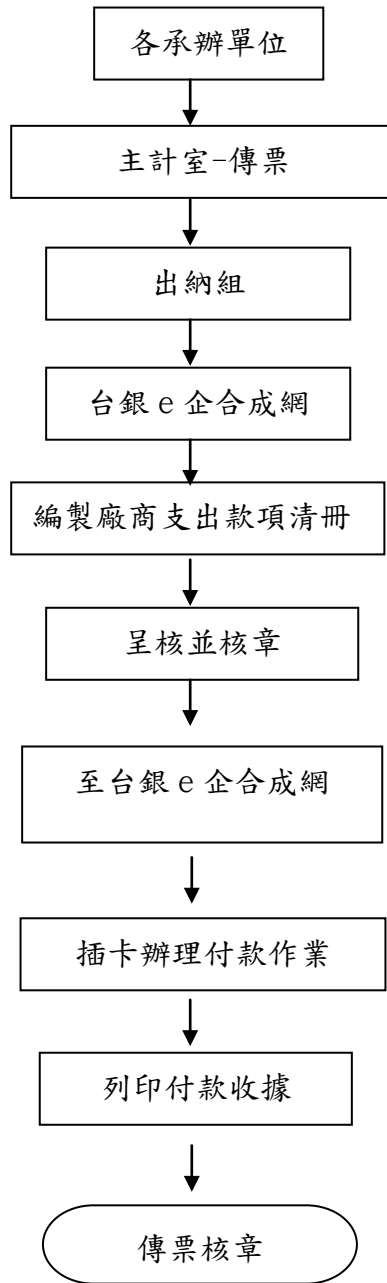 各承辦單位
主計室-傳票
出納組
台銀 e 企合成網
編製廠商支出款項清冊
呈核並核章
至台銀 e 企合成網
插卡辦理付款作業
列印付款收據
傳票核章